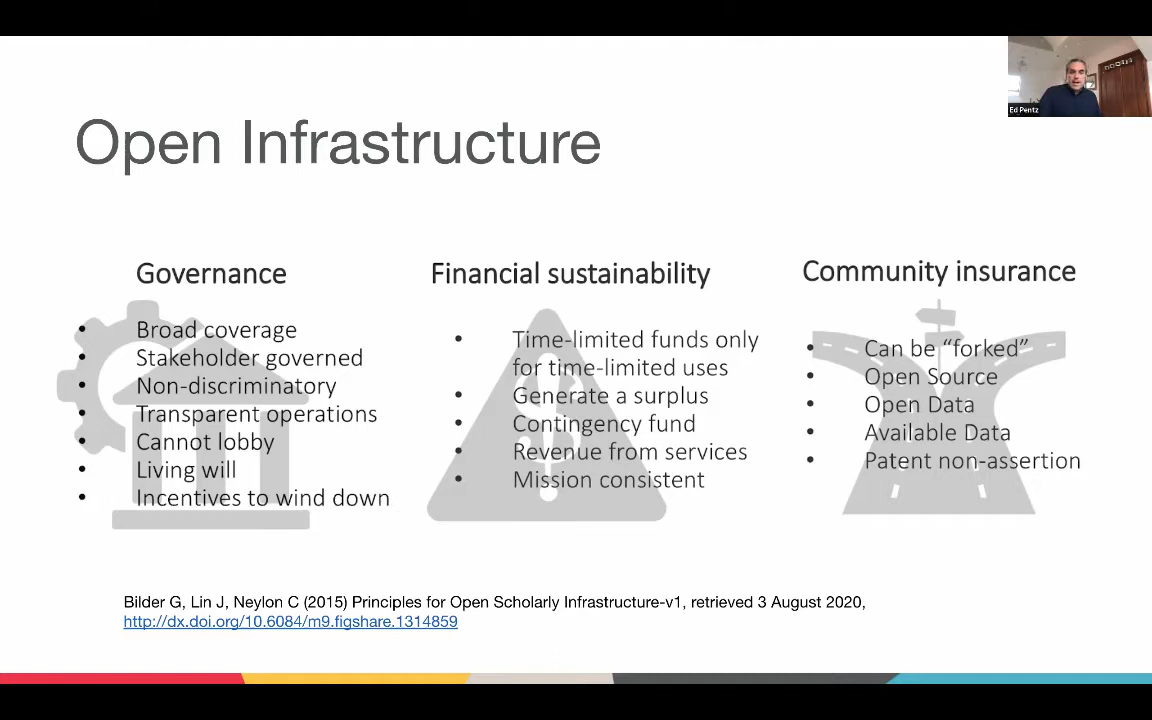 Ed Pentz
Open Infrastructure
Governance
• Broad coverage
• Stakeholder governed
• Non-discriminatory
• Transparent operations
• Cannot lobby
• Living will
• Incentives to wind down
Financial sustainability
• Time-limited funds only
for time-limited uses
• Generate a surplus
• Contingency fund
• Revenue from services
• Mission consistent
Community insurance
• Can be “forked”
• Open Source
• Open Data
• Available Data
• Patent non-assertion
Bilder G, Lin J, Neylon C (2015) Principles for Open Scholarly Infrastructure-v1, retrieved 3 August 2020,
http://dx.doi.org/10.6084/m9.figshare.1314859